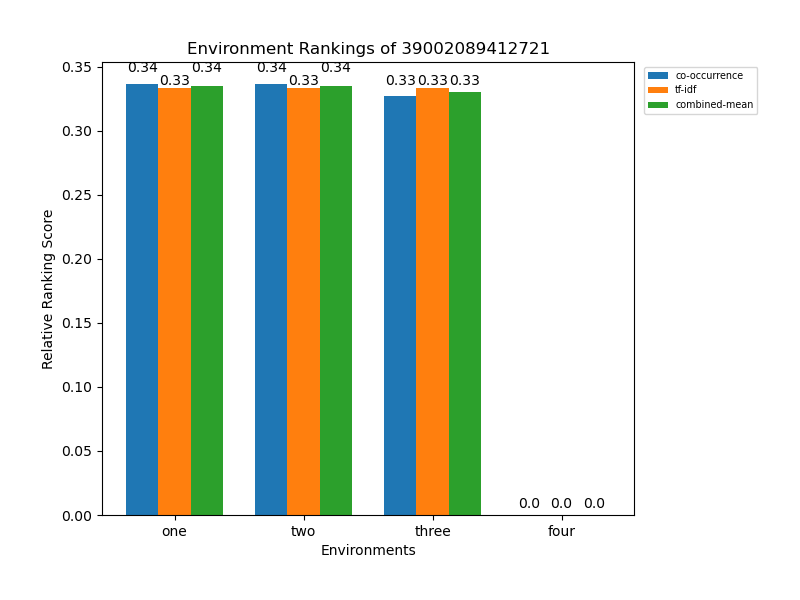 Environment Rankings of 39002089412721
co-occurrence
tf-idf
combined-mean
Relative Ranking Score
0.35
0.30
0.25
0.20
0.15
0.10
0.05
0.00
0.34 0.33 0.34 0.34 0.33 0.34 0.33 0.33 0.33 0.0 0.0 0.0
one two three four
Environments